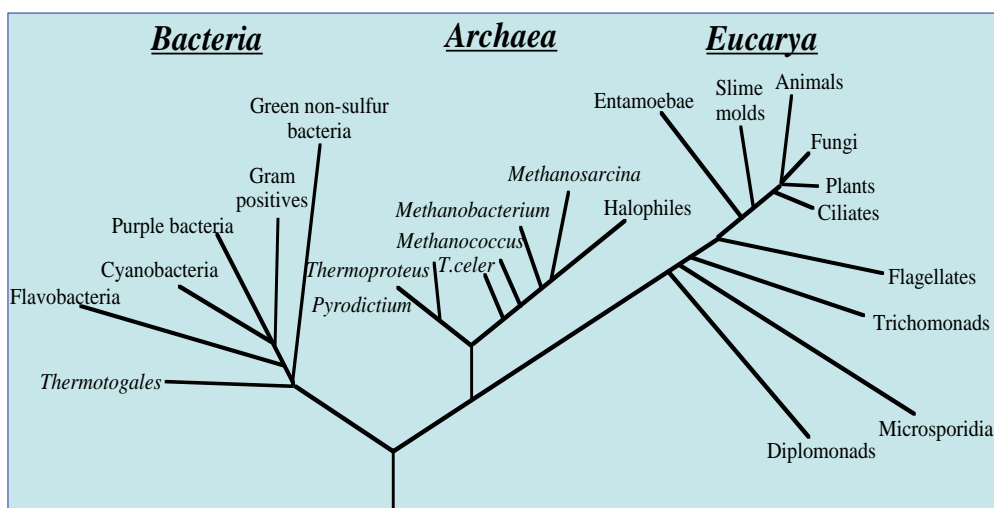 Bacteria
Archaea
Eucarya
Green non-sulfur
bacteria
Gram
positives
Purple bacteria
Cyanobacteria
Flavobacteria
Thermotogales
Methanosarcina
Methanobacterium
Halophiles
Methanococcus
Thermoproteus
T.celer
Pyrodictium
Entamoebae
Slime
molds
Animals
Fungi
Plants
Ciliates
Flagellates
Trichomonads
Microsporidia
Diplomonads